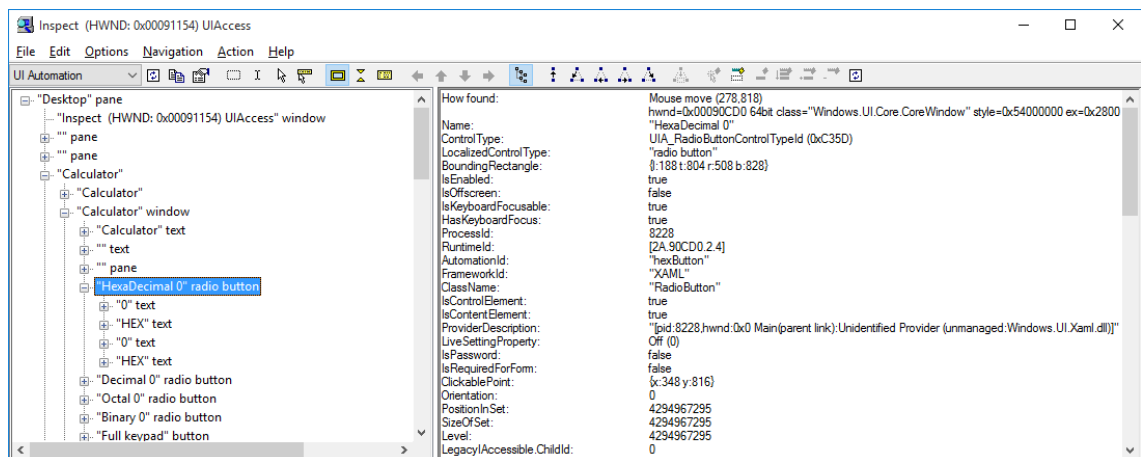 Inspect (HWND: 0x00091154) UIAccess
File Edit Options Navigation Action Help
UI Automation
"Desktop" pane
"Inspect (HWND: 0x00091154) UIAccess" window
"" pane
"" pane
"Calculator"
"Calculator"
"Calculator" window
"Calculator" text
"" text
"" pane
"HexaDecimal 0" radio button
"0" text
"HEX" text
"0" text
"HEX" text
"Decimal 0" radio button
"Octal 0" radio button
"Binary 0" radio button
"Full keypad" button
How found: Mouse move (278,818)
hwnd=0x00090CD0 64bit class="Windows.UI.Core.CoreWindow" style=0x54000000 ex=0x2800
Name: "HexaDecimal 0"
ControlType: UIA_RadioButtonControlTypeId (0xC35D)
LocalizedControlType: "radio button"
BoundingRectangle: {l:188 t:804 r:508 b:828}
IsEnabled: true
IsOffscreen: false
IsKeyboardFocusable: true
HasKeyboardFocus: true
ProcessId: 8228
RuntimeId: [2A.90CD0.2.4]
AutomationId: "hexButton"
FrameworkId: "XAML"
ClassName: "RadioButton"
IsControlElement: true
IsContentElement: true
ProviderDescription: "[pid:8228,hwnd:0x0 Main(parent link):Unidentified Provider (unmanaged:Windows.UI.Xaml.dll)]"
LiveSettingProperty: Off (0)
IsPassword: false
IsRequiredForForm: false
ClickablePoint: {x:348 y:816}
Orientation: 0
PositionInSet: 4294967295
SizeOfSet: 4294967295
Level: 4294967295
LegacyIAccessible.ChildId: 0